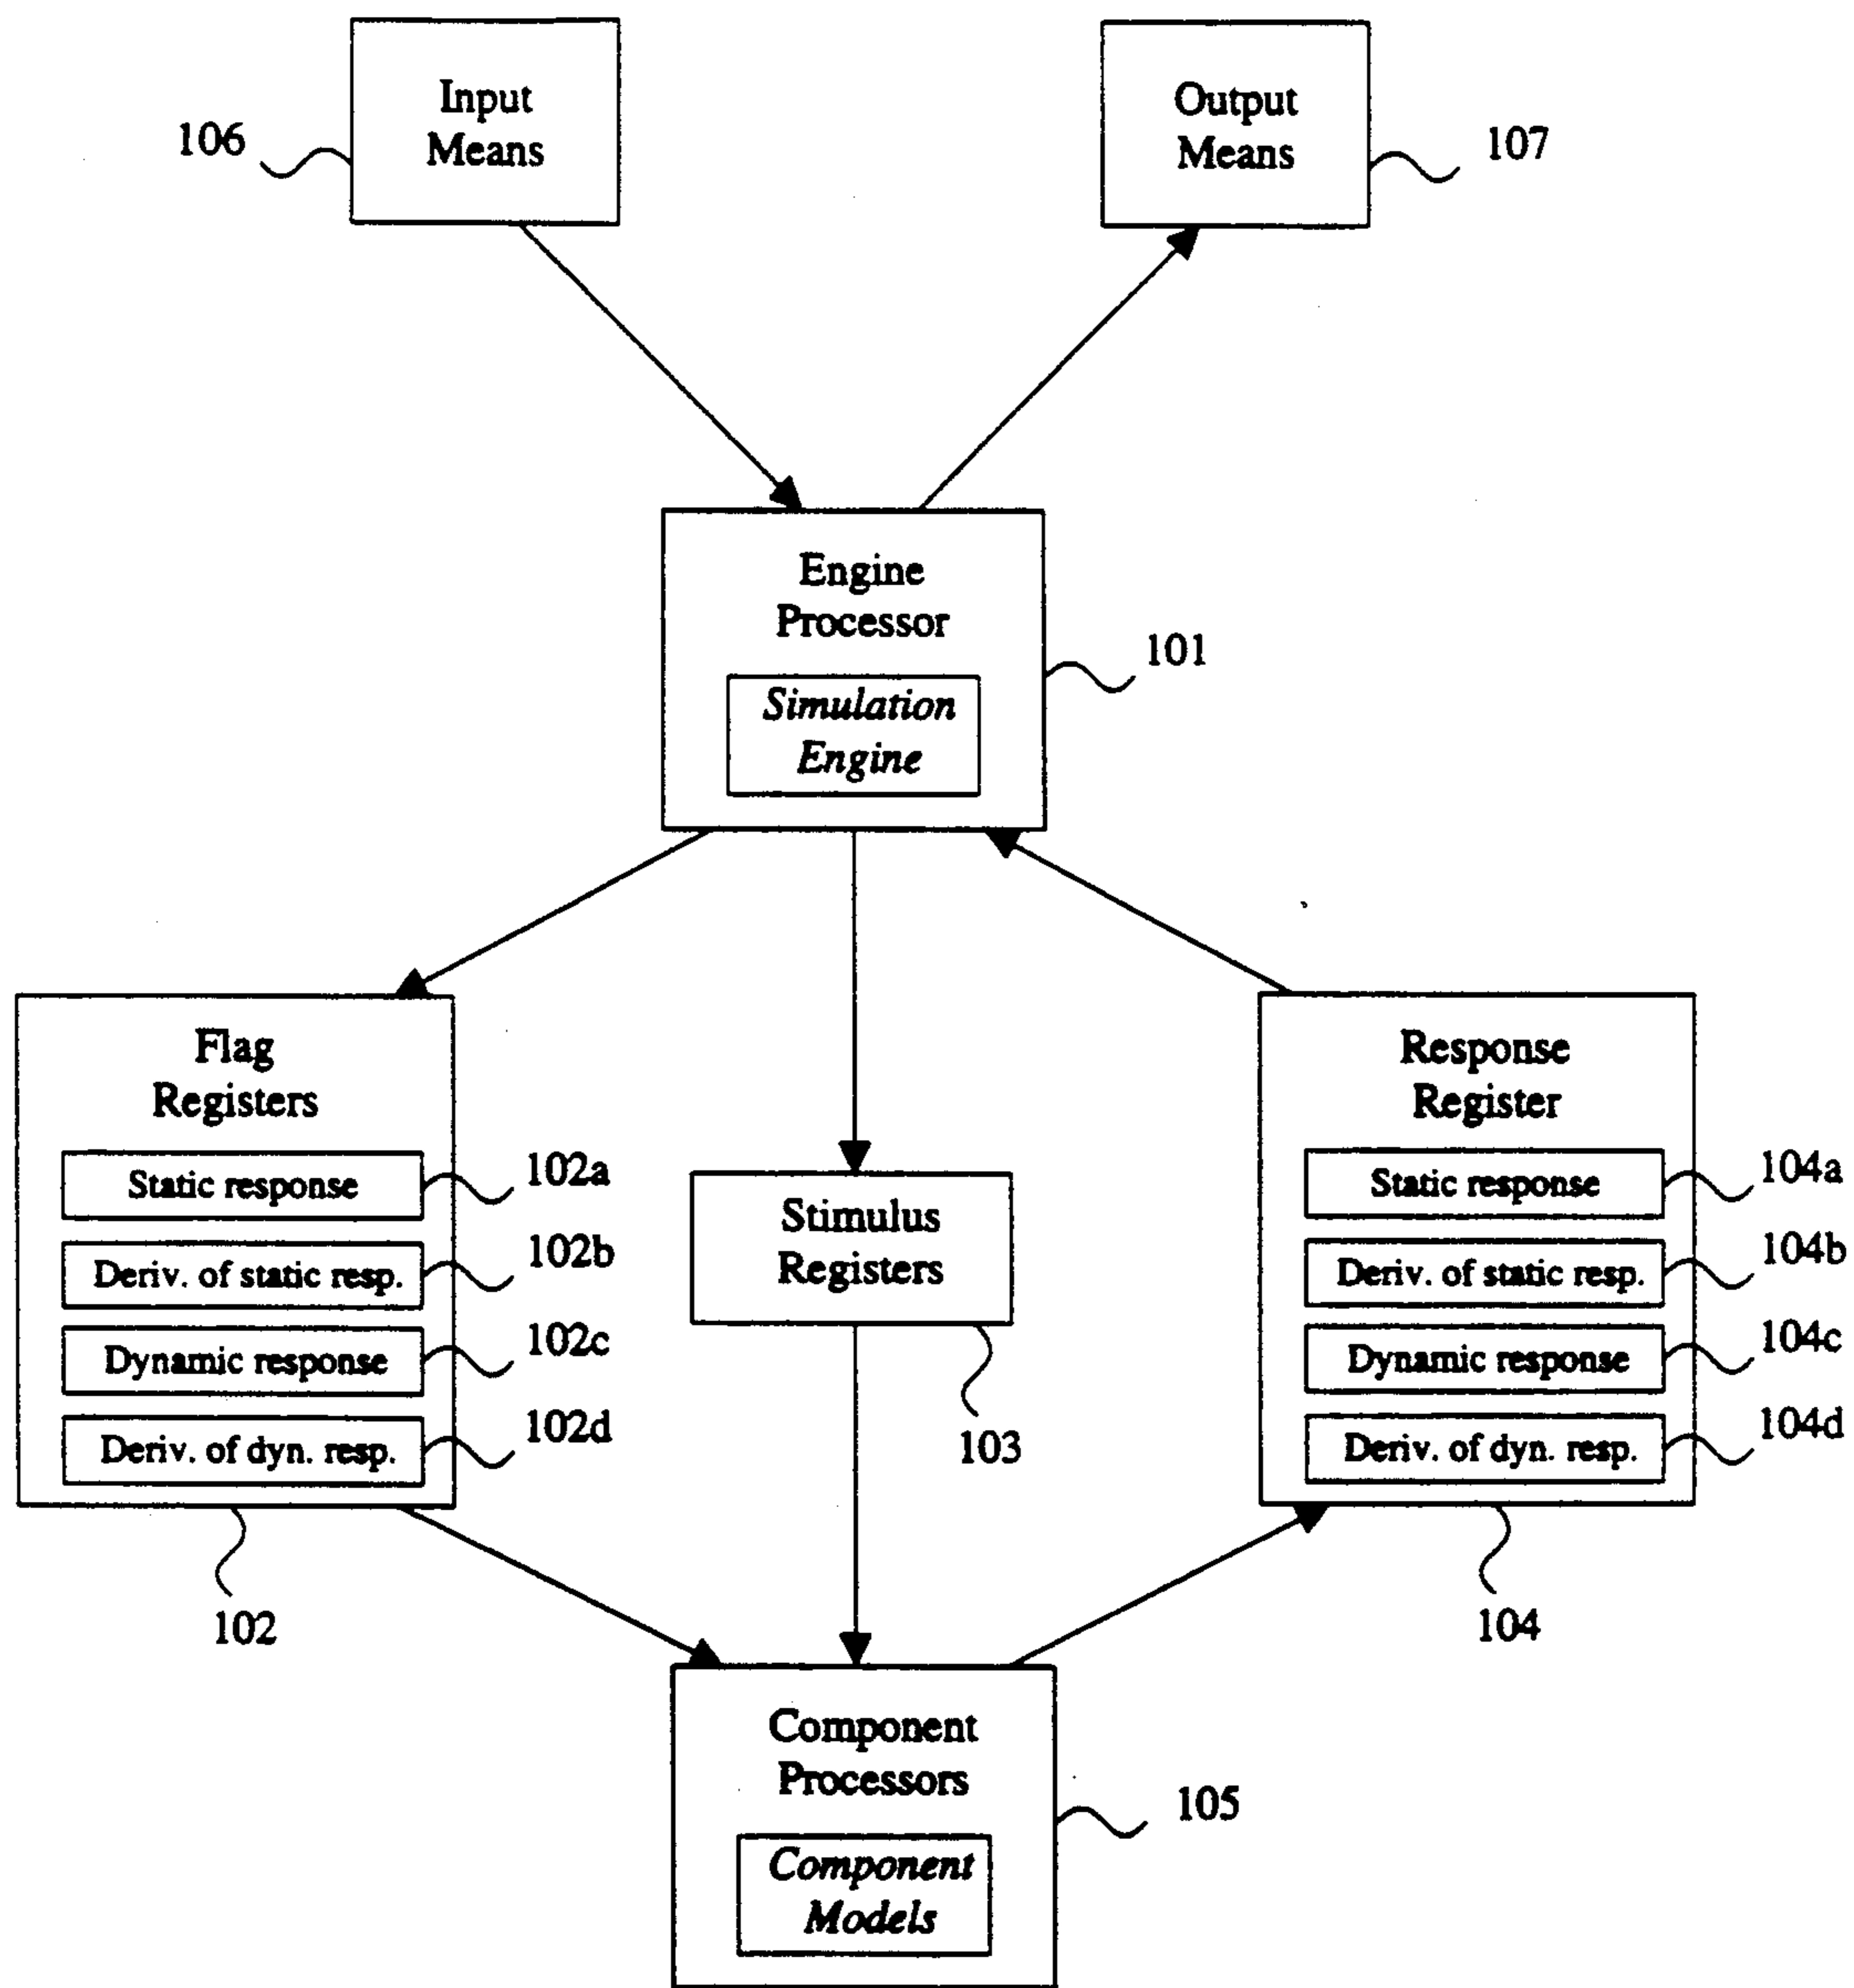 Input
Means
106
Output
Means
107
Engine
Processor
101
Simulation
Engine
Flag
Registers
Static response
102a
Deriv. of static resp.
102b
Dynamic response
102c
Deriv. of dyn. resp.
102d
102
Stimulus
Registers
103
Response
Register
Static response
104a
Deriv. of static resp.
104b
Dynamic response
104c
Deriv. of dyn. resp.
104d
104
Component
Processors
105
Component
Models